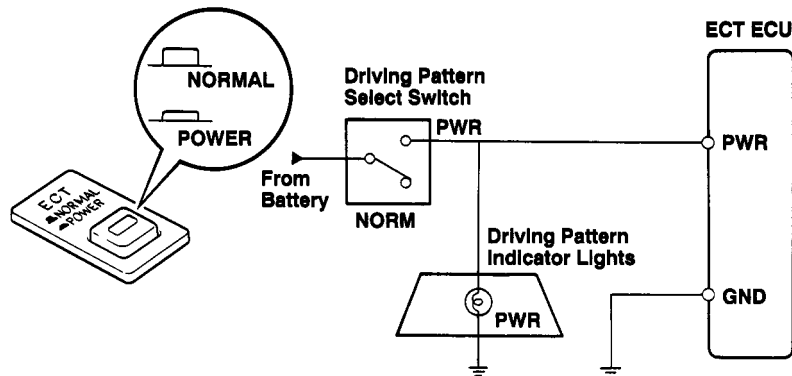 ECT ECU
NORMAL
POWER
Driving Pattern
Select Switch
PWR
PWR
From
Battery
NORM
ECT
NORMAL
POWER
Driving Pattern
Indicator Lights
PWR
GND